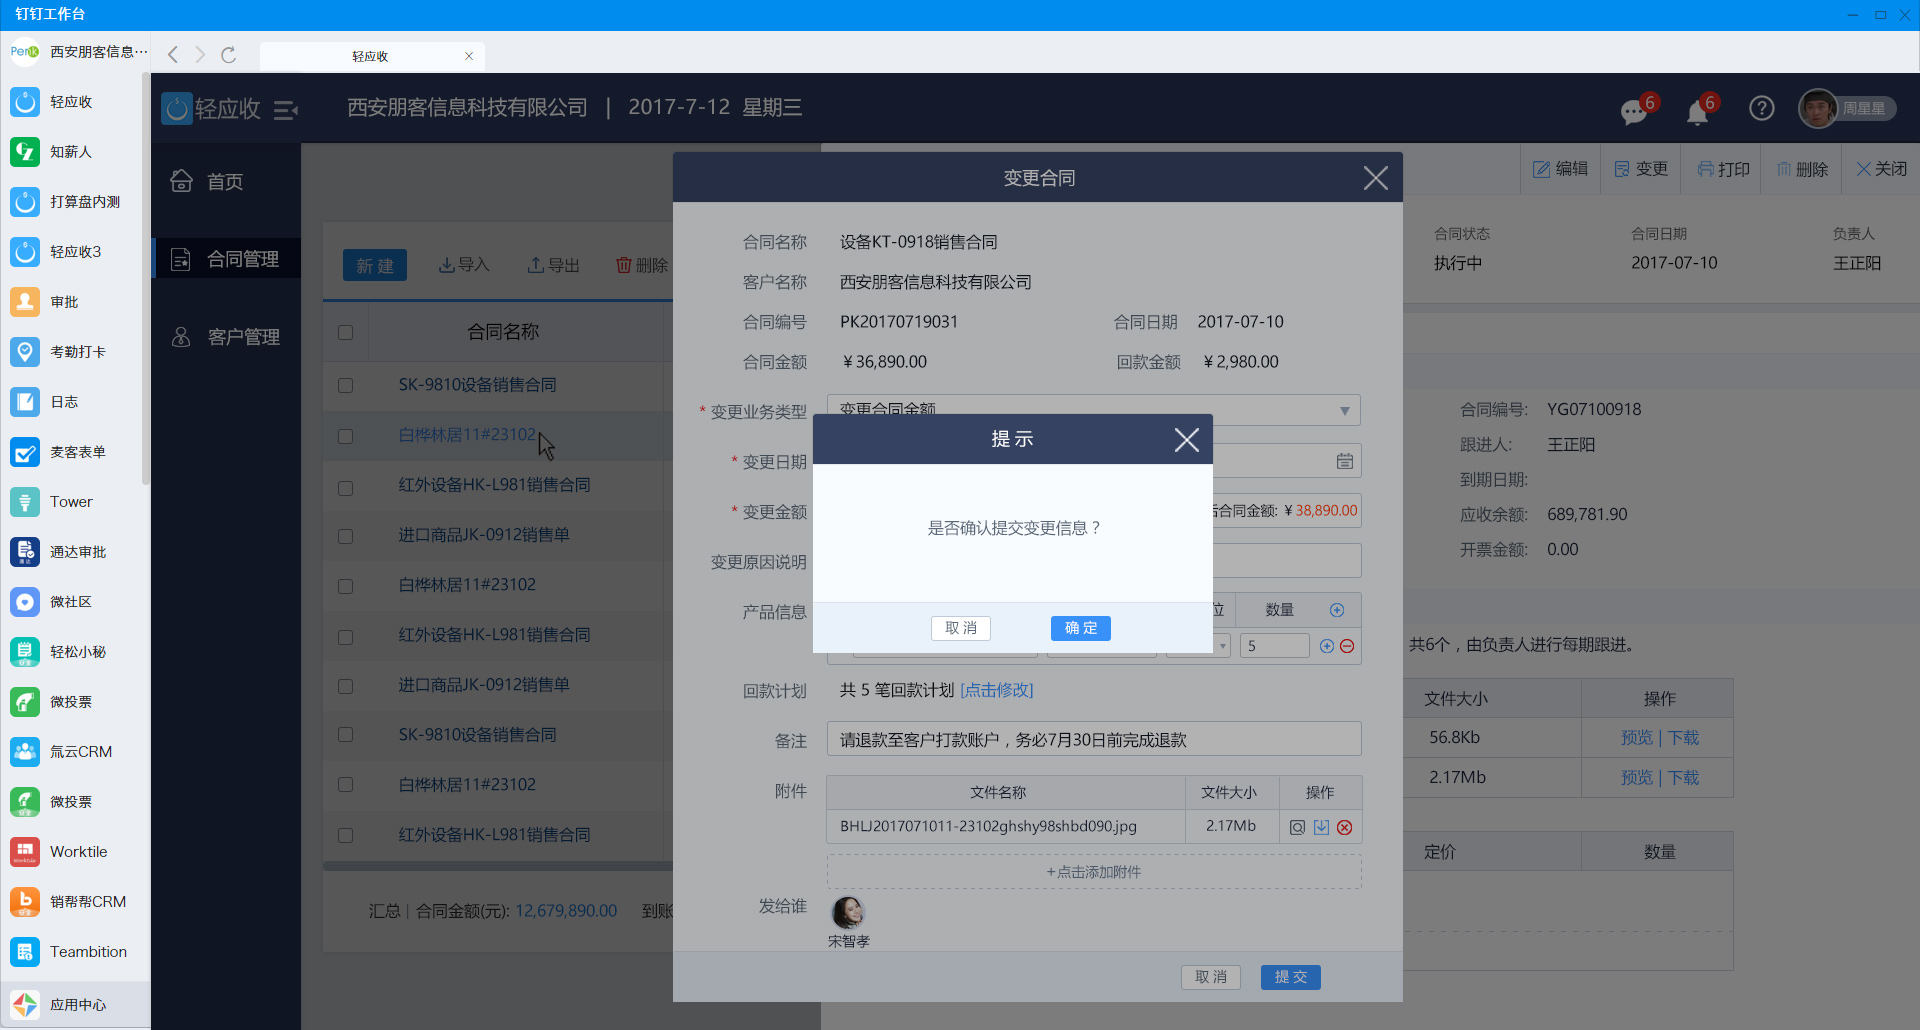 钉钉工作台
Penk 西安朋客信息…
轻应收
轻应收
知薪人
打算盘内测
轻应收3
审批
考勤打卡
日志
麦客表单
Tower
通达审批
微社区
轻松小秘
微投票
氚云CRM
微投票
Worktile
销帮帮CRM
Teambition
应用中心
轻应收
西安朋客信息科技有限公司 | 2017-7-12 星期三
6
6
周星星
首页
合同管理
客户管理
新 建 导入 导出 删除
合同名称
SK-9810设备销售合同
白桦林居11#23102
红外设备HK-L981销售合同
进口商品JK-0912销售单
白桦林居11#23102
红外设备HK-L981销售合同
进口商品JK-0912销售单
SK-9810设备销售合同
白桦林居11#23102
红外设备HK-L981销售合同
汇总 | 合同金额(元): 12,679,890.00 到账
变更合同
合同名称 设备KT-0918销售合同
客户名称 西安朋客信息科技有限公司
合同编号 PK20170719031 合同日期 2017-07-10
合同金额 ¥36,890.00 回款金额 ¥2,980.00
* 变更业务类型 变更合同金额
* 变更日期
* 变更金额 后合同金额: ¥38,890.00
变更原因说明
产品信息 位 数量
5
回款计划 共 5 笔回款计划 [点击修改]
备注 请退款至客户打款账户，务必7月30日前完成退款
附件 文件名称 文件大小 操作
BHLJ2017071011-23102ghshy98shbd090.jpg 2.17Mb
+点击添加附件
发给谁
宋智孝
取 消 提 交
提 示
是否确认提交变更信息？
取 消 确 定
编辑 变更 打印 删除 关闭
合同状态 合同日期 负责人
执行中 2017-07-10 王正阳
合同编号: YG07100918
跟进人: 王正阳
到期日期:
应收余额: 689,781.90
开票金额: 0.00
共6个，由负责人进行每期跟进。
文件大小 操作
56.8Kb 预览 | 下载
2.17Mb 预览 | 下载
定价 数量